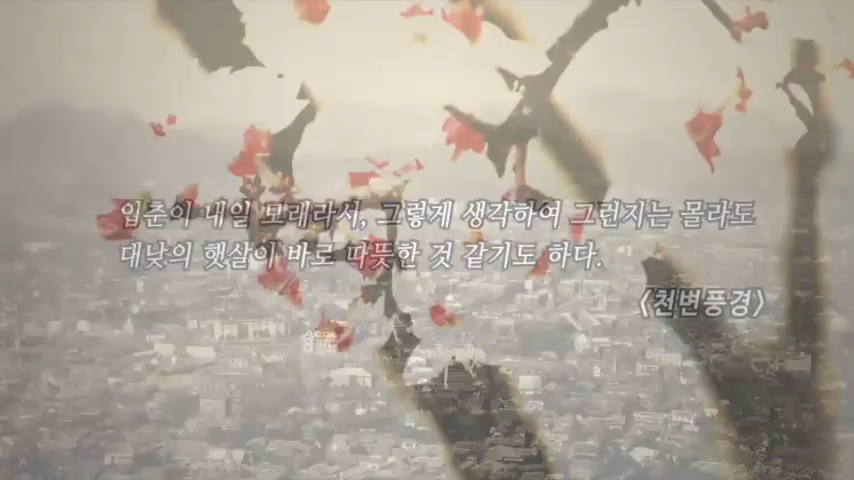 입춘이 내일 모래라서, 그렇게 생각하여 그런지는 몰라도
대낮의 햇살이 바로 따뜻한 것 같기도 하다.
〈천변풍경〉